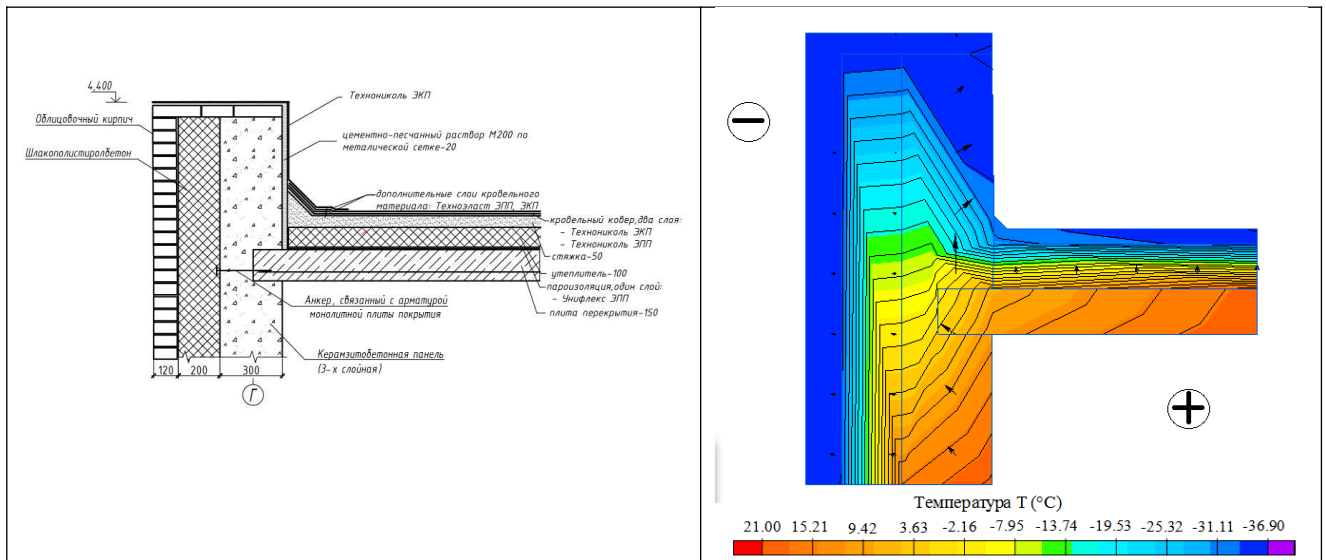 4,400
Технониколь ЭКП
Облицовочный кирпич
цементно-песчанный раствор М200 по
металической сетке-20
Шлакополистиролбетон
дополнительные слои кровельного
материала: Техноэласт ЭПП, ЭКП
кровельный ковер,два слоя:
- Технониколь ЭКП
- Технониколь ЭПП
стяжка-50
утеплитель-100
пароизоляция,один слой:
- Унифлекс ЭПП
плита перекрытия-150
Анкер, связанный с арматурой
монолитной плиты покрытия
Керамзитобетонная панель
(3-х слойная)
120 200 300
Г
Температура T (°C)
21.00 15.21 9.42 3.63 -2.16 -7.95 -13.74 -19.53 -25.32 -31.11 -36.90